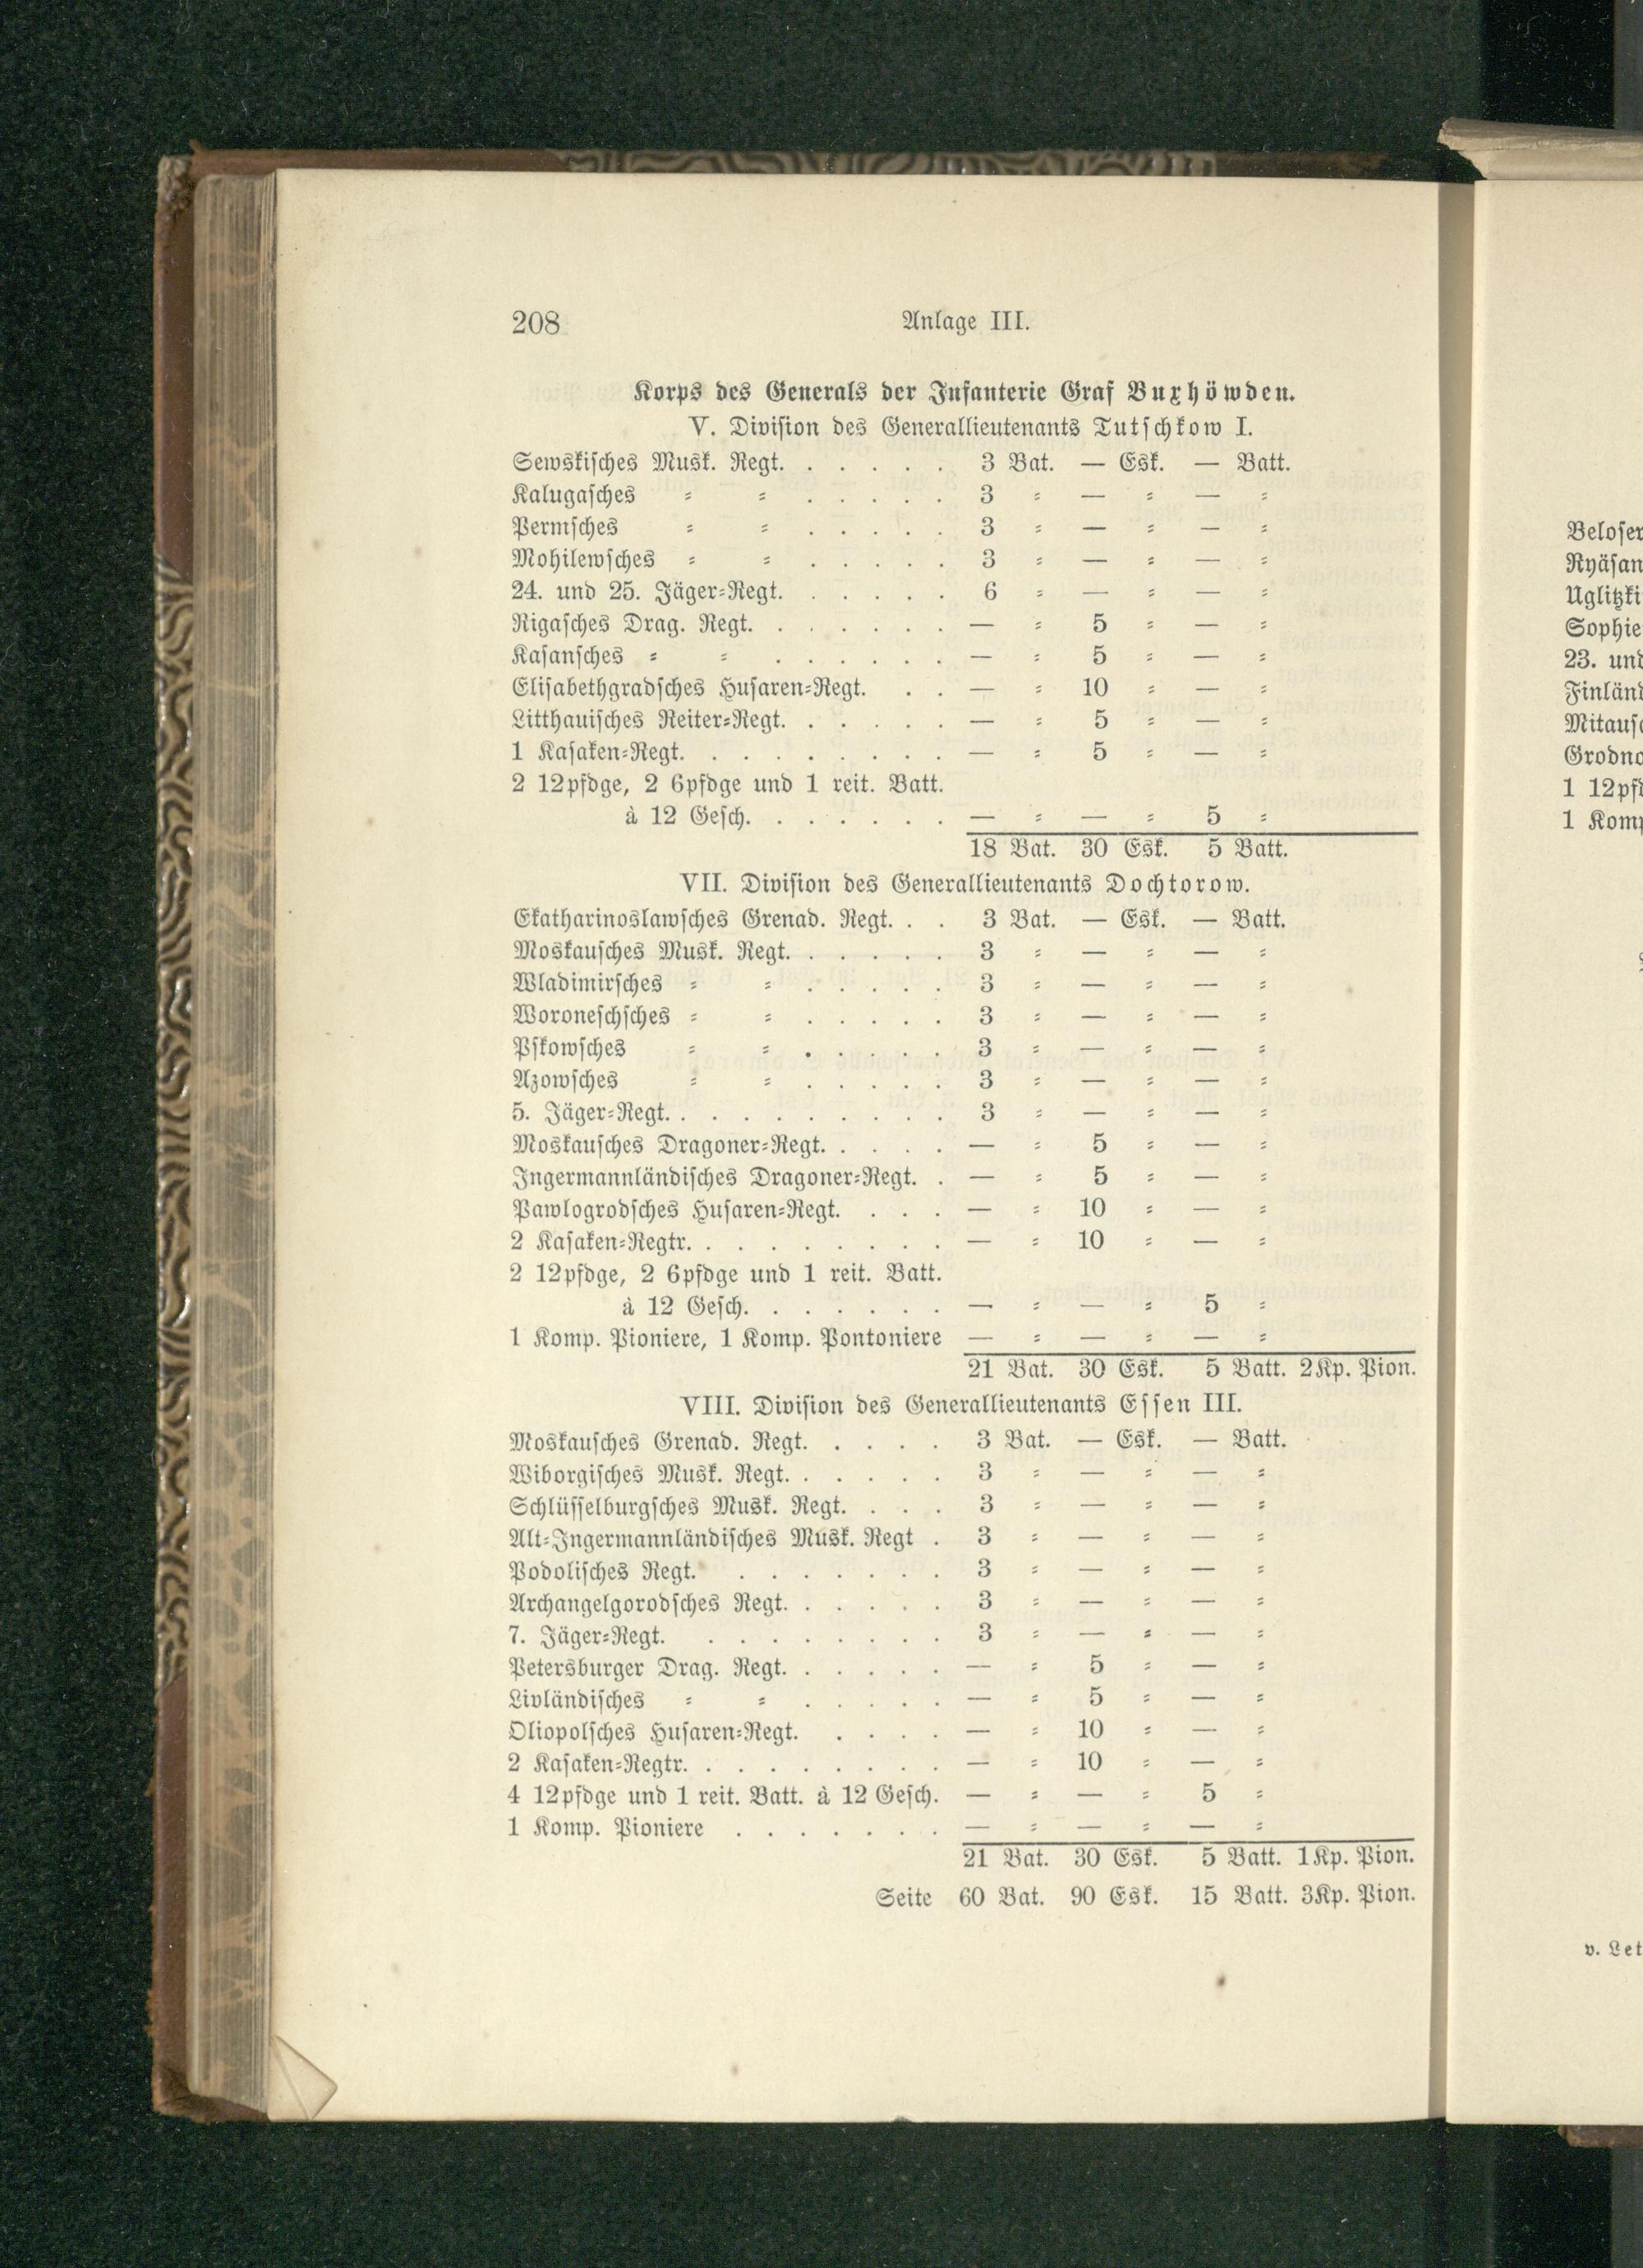 208 Anlage III.
Korps des Generals der Infanterie Graf Buxhöwden.
V. Division des Generallieutenants Tutschkow I.
Sewskisches Musk. Regt. . . . . . 3 Bat. — Esk. — Batt.
Kalugasches = = . . . . . 3 = — = — =
Permsches = = . . . . . 3 = — = — =
Mohilewsches = = . . . . . 3 = — = — =
24. und 25. Jäger=Regt. . . . . . 6 = — = — =
Rigasches Drag. Regt. . . . . . . — = 5 = — =
Kasansches = = . . . . . . — = 5 = — =
Elisabethgradsches Husaren=Regt. . . — = 10 = — =
Litthauisches Reiter=Regt. . . . . . — = 5 = — =
1 Kasaken=Regt. . . . . . . . . — = 5 = — =
2 12pfdge, 2 6pfdge und 1 reit. Batt.
à 12 Gesch. . . . . . . — = — = 5 =
18 Bat. 30 Esk. 5 Batt.
VII. Division des Generallieutenants Dochtorow.
Ekatharinoslawsches Grenad. Regt. . . 3 Bat. — Esk. — Batt.
Moskausches Musk. Regt. . . . . . 3 = — = — =
Wladimirsches = = . . . . . 3 = — = — =
Woroneschsches = = . . . . . 3 = — = — =
Pskowsches = = . . . . . 3 = — = — =
Azowsches = = . . . . . 3 = — = — =
5. Jäger=Regt. . . . . . . . . 3 = — = — =
Moskausches Dragoner=Regt. . . . . — = 5 = — =
Ingermannländisches Dragoner=Regt. . — = 5 = — =
Pawlogrodsches Husaren=Regt. . . . — = 10 = — =
2 Kasaken=Regtr. . . . . . . . — = 10 = — =
2 12pfdge, 2 6pfdge und 1 reit. Batt.
à 12 Gesch. . . . . . . — = — = 5 =
1 Komp. Pioniere, 1 Komp. Pontoniere — = — = — =
21 Bat. 30 Esk. 5 Batt. 2 Kp. Pion.
VIII. Division des Generallieutenants Essen III.
Moskausches Grenad. Regt. . . . . 3 Bat. — Esk. — Batt.
Wiborgisches Musk. Regt. . . . . . 3 = — = — =
Schlüsselburgsches Musk. Regt. . . . 3 = — = — =
Alt=Ingermannländisches Musk. Regt . 3 = — = — =
Podolisches Regt. . . . . . . . 3 = — = — =
Archangelgorodsches Regt. . . . . . 3 = — = — =
7. Jäger=Regt. . . . . . . . . 3 = — = — =
Petersburger Drag. Regt. . . . . . — = 5 = — =
Livländisches = = . . . . . — = 5 = — =
Oliopolsches Husaren=Regt. . . . . — = 10 = — =
2 Kasaken=Regtr. . . . . . . . — = 10 = — =
4 12pfdge und 1 reit. Batt. à 12 Gesch. — = — = 5 =
1 Komp. Pioniere . . . . . . . — = — = — =
21 Bat. 30 Esk. 5 Batt. 1 Kp. Pion.
Seite 60 Bat. 90 Esk. 15 Batt. 3 Kp. Pion.
23. und
1 12pfd
v. Let